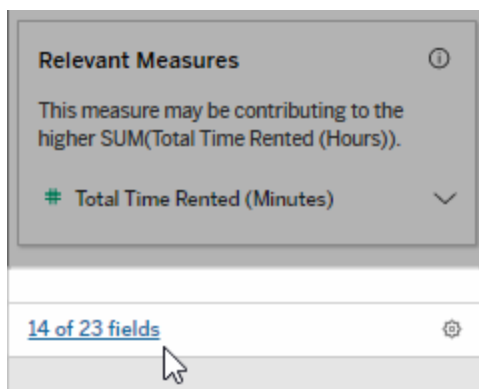 Relevant Measures
This measure may be contributing to the
higher SUM(Total Time Rented (Hours)).
# Total Time Rented (Minutes)
14 of 23 fields